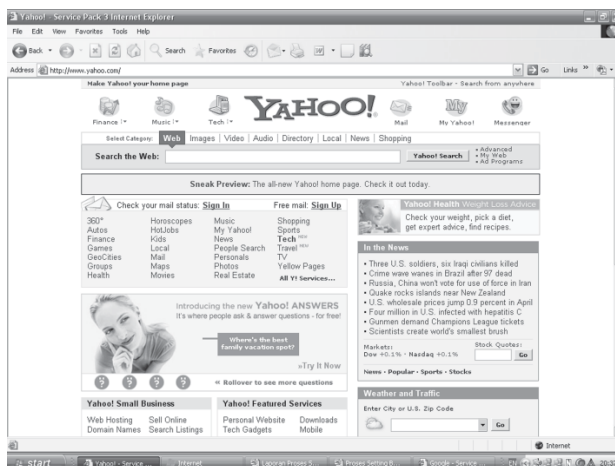 Yahoo! - Service Pack 3 Internet Explorer
File Edit View Favorites Tools Help
Back Search Favorites
Address http://www.yahoo.com/ Go Links
Make Yahoo! your home page
Yahoo! Toolbar - Search from anywhere
Finance Music Tech YAHOO! Mail My Yahoo! Messenger
Select Category: Web Images | Video | Audio | Directory | Local | News | Shopping
Search the Web: Yahoo! Search
• Advanced
• My Web
• Ad Programs
Sneak Preview: The all-new Yahoo! home page. Check it out today.
Check your mail status: Sign In Free mail: Sign Up
360° Horoscopes Music Shopping
Autos HotJobs My Yahoo! Sports
Finance Kids News Tech NEW
Games Local People Search Travel NEW
GeoCities Mail Personals TV
Groups Maps Photos Yellow Pages
Health Movies Real Estate All Y! Services...
Introducing the new Yahoo! ANSWERS
It's where people ask & answer questions - for free!
Where's the best
family vacation spot?
»Try It Now
« Rollover to see more questions
Yahoo! Small Business
Web Hosting Sell Online
Domain Names Search Listings
Yahoo! Featured Services
Personal Website Downloads
Tech Gadgets Mobile
Yahoo! Health Weight Loss Advice
Check your weight, pick a diet,
get expert advice, find recipes.
In the News
• Three U.S. soldiers, six Iraqi civilians killed
• Crime wave wanes in Brazil after 97 dead
• Russia, China won't vote for use of force in Iran
• Quake rocks islands near New Zealand
• U.S. wholesale prices jump 0.9 percent in April
• Four million in U.S. infected with hepatitis C
• Gunmen demand Champions League tickets
• Scientists create world's smallest brush
Markets: Stock Quotes:
Dow +0.1% - Nasdaq +0.1% Go
News - Popular - Sports - Stocks
Weather and Traffic
Enter City or U.S. Zip Code
Go
Internet
start Yahoo! - Service ... Internet Laporan Proses S... Proses Setting 6... Google - Service ...